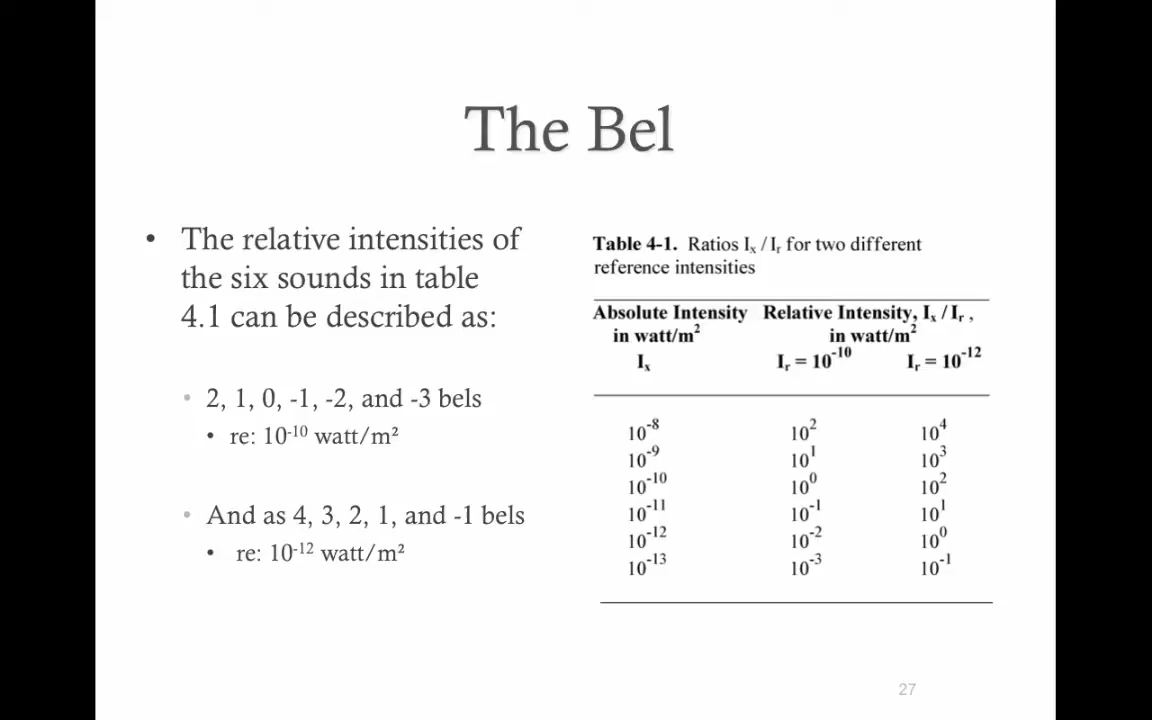 The Bel
• The relative intensities of
the six sounds in table
4.1 can be described as:
• 2, 1, 0, -1, -2, and -3 bels
• re: 10⁻¹⁰ watt/m²
• And as 4, 3, 2, 1, and -1 bels
• re: 10⁻¹² watt/m²
Table 4-1. Ratios Iₓ / Iᵣ for two different
reference intensities
Absolute Intensity Relative Intensity, Iₓ / Iᵣ ,
in watt/m² in watt/m²
Iₓ Iᵣ = 10⁻¹⁰ Iᵣ = 10⁻¹²
10⁻⁸ 10² 10⁴
10⁻⁹ 10¹ 10³
10⁻¹⁰ 10⁰ 10²
10⁻¹¹ 10⁻¹ 10¹
10⁻¹² 10⁻² 10⁰
10⁻¹³ 10⁻³ 10⁻¹
27